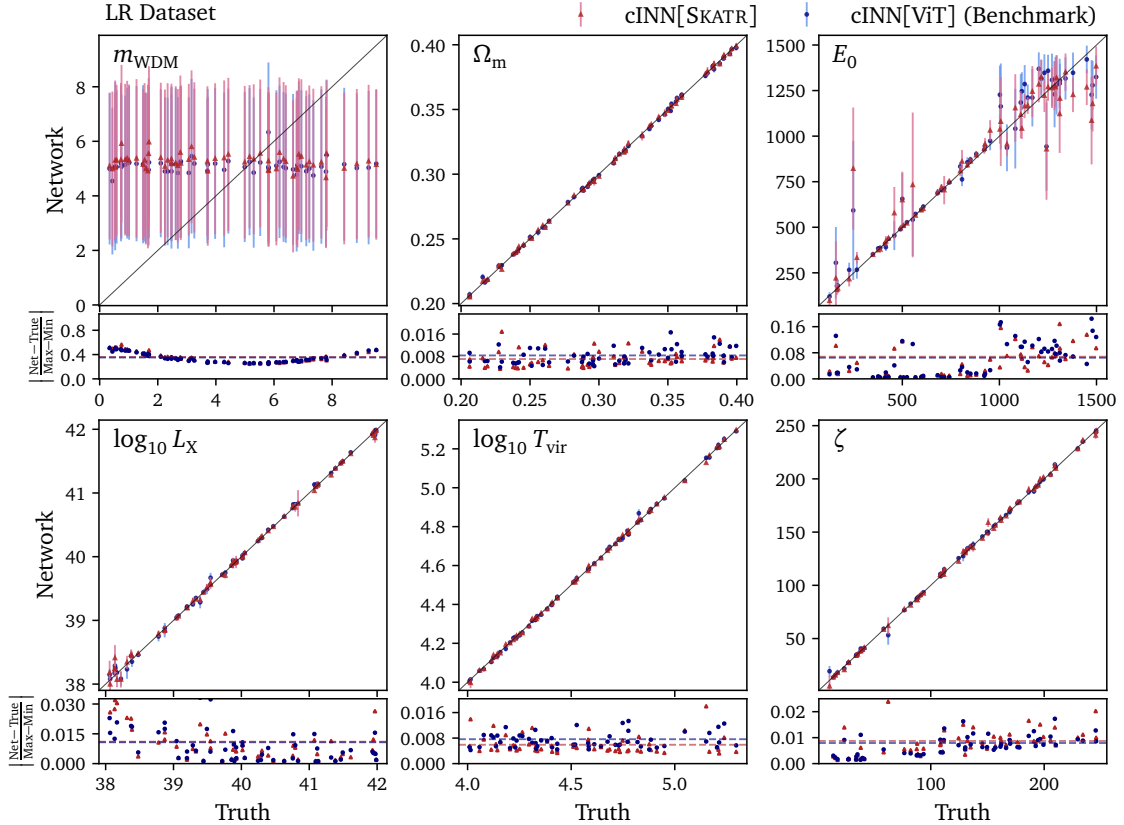 LR Dataset
cINN[SKATR]
cINN[ViT] (Benchmark)
m_WDM
Ω_m
E_0
Network
8
6
4
2
0
0.40
0.35
0.30
0.25
0.20
1500
1250
1000
750
500
250
|Net−True / Max−Min|
0.8
0.4
0.0
0.016
0.008
0.000
0.16
0.08
0.00
0 2 4 6 8
0.20 0.25 0.30 0.35 0.40
500 1000 1500
log₁₀ L_X
log₁₀ T_vir
ζ
Network
42
41
40
39
38
5.2
5.0
4.8
4.6
4.4
4.2
4.0
250
200
150
100
50
|Net−True / Max−Min|
0.030
0.015
0.000
0.016
0.008
0.000
0.02
0.01
0.00
38 39 40 41 42
4.0 4.5 5.0
100 200
Truth
Truth
Truth